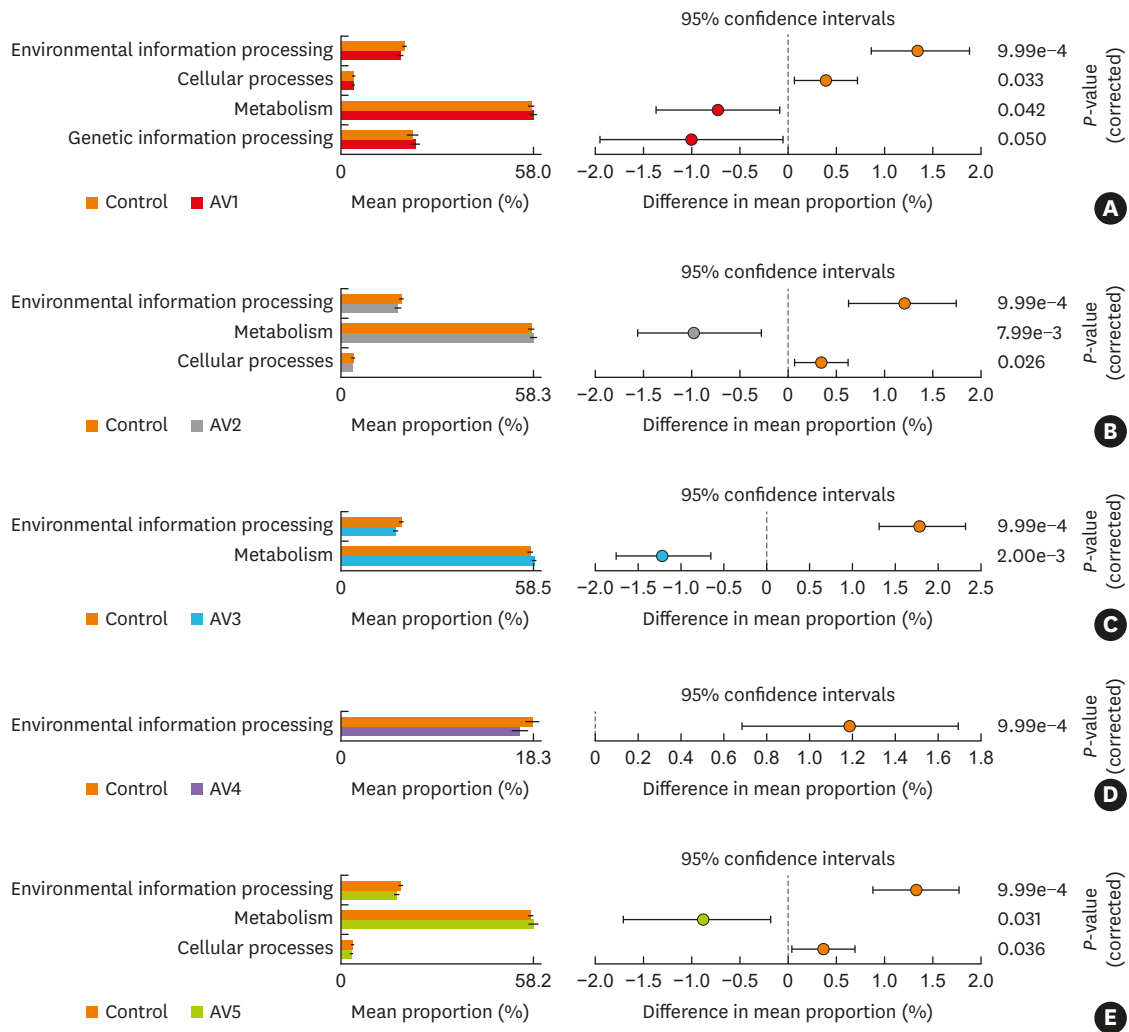 95% confidence intervals
Environmental information processing 9.99e−4
Cellular processes 0.033
Metabolism 0.042
Genetic information processing 0.050
P-value (corrected)
0 58.0 −2.0 −1.5 −1.0 −0.5 0 0.5 1.0 1.5 2.0
Control AV1 Mean proportion (%) Difference in mean proportion (%) A
95% confidence intervals
Environmental information processing 9.99e−4
Metabolism 7.99e−3
Cellular processes 0.026
P-value (corrected)
0 58.3 −2.0 −1.5 −1.0 −0.5 0 0.5 1.0 1.5 2.0
Control AV2 Mean proportion (%) Difference in mean proportion (%) B
95% confidence intervals
Environmental information processing 9.99e−4
Metabolism 2.00e−3
P-value (corrected)
0 58.5 −2.0 −1.5 −1.0 −0.5 0 0.5 1.0 1.5 2.0 2.5
Control AV3 Mean proportion (%) Difference in mean proportion (%) C
95% confidence intervals
Environmental information processing 9.99e−4
P-value (corrected)
0 18.3 0 0.2 0.4 0.6 0.8 1.2 1.2 1.4 1.6 1.8
Control AV4 Mean proportion (%) Difference in mean proportion (%) D
95% confidence intervals
Environmental information processing 9.99e−4
Metabolism 0.031
Cellular processes 0.036
P-value (corrected)
0 58.2 −2.0 −1.5 −1.0 −0.5 0 0.5 1.0 1.5 2.0
Control AV5 Mean proportion (%) Difference in mean proportion (%) E